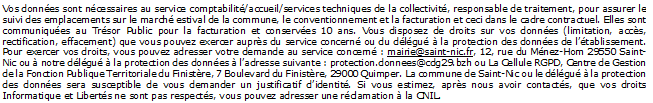 Vos données sont nécessaires au service comptabilité/accueil/services techniques de la collectivité, responsable de traitement, pour assurer le
suivi des emplacements sur le marché estival de la commune, le conventionnement et la facturation et ceci dans le cadre contractuel. Elles sont
communiquées au Trésor Public pour la facturation et conservées 10 ans. Vous disposez de droits sur vos données (limitation, accès,
rectification, effacement) que vous pouvez exercer auprès du service concerné ou du délégué à la protection des données de l'établissement.
Pour exercer vos droits, vous pouvez adresser votre demande au service concerné : mairie@saint-nic.fr, 12, rue du Ménez-Hom 29550 Saint-
Nic ou à notre délégué à la protection des données à l'adresse suivante : protection.donnees@cdg29.bzh ou La Cellule RGPD, Centre de Gestion
de la Fonction Publique Territoriale du Finistère, 7 Boulevard du Finistère, 29000 Quimper. La commune de Saint-Nic ou le délégué à la protection
des données sera susceptible de vous demander un justificatif d'identité. Si vous estimez, après nous avoir contactés, que vos droits
Informatique et Libertés ne sont pas respectés, vous pouvez adresser une réclamation à la CNIL.